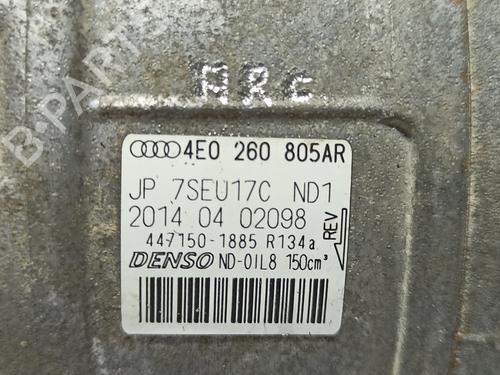 B-PARTS
ARC
4E0 260 805AR
JP 7SEU17C ND1
2014 04 02098
REV
447150-1885 R134a
DENSO ND-OIL8 150cm³